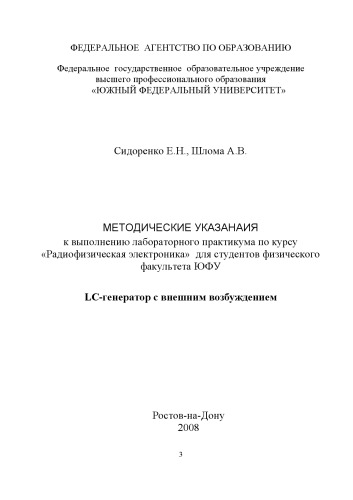 ФЕДЕРАЛЬНОЕ АГЕНТСТВО ПО ОБРАЗОВАНИЮ
Федеральное государственное образовательное учреждение
высшего профессионального образования
«ЮЖНЫЙ ФЕДЕРАЛЬНЫЙ УНИВЕРСИТЕТ»
Сидоренко Е.Н., Шлома А.В.
МЕТОДИЧЕСКИЕ УКАЗАНАИЯ
к выполнению лабораторного практикума по курсу
«Радиофизическая электроника» для студентов физического
факультета ЮФУ
LC-генератор с внешним возбуждением
Ростов-на-Дону
2008
3